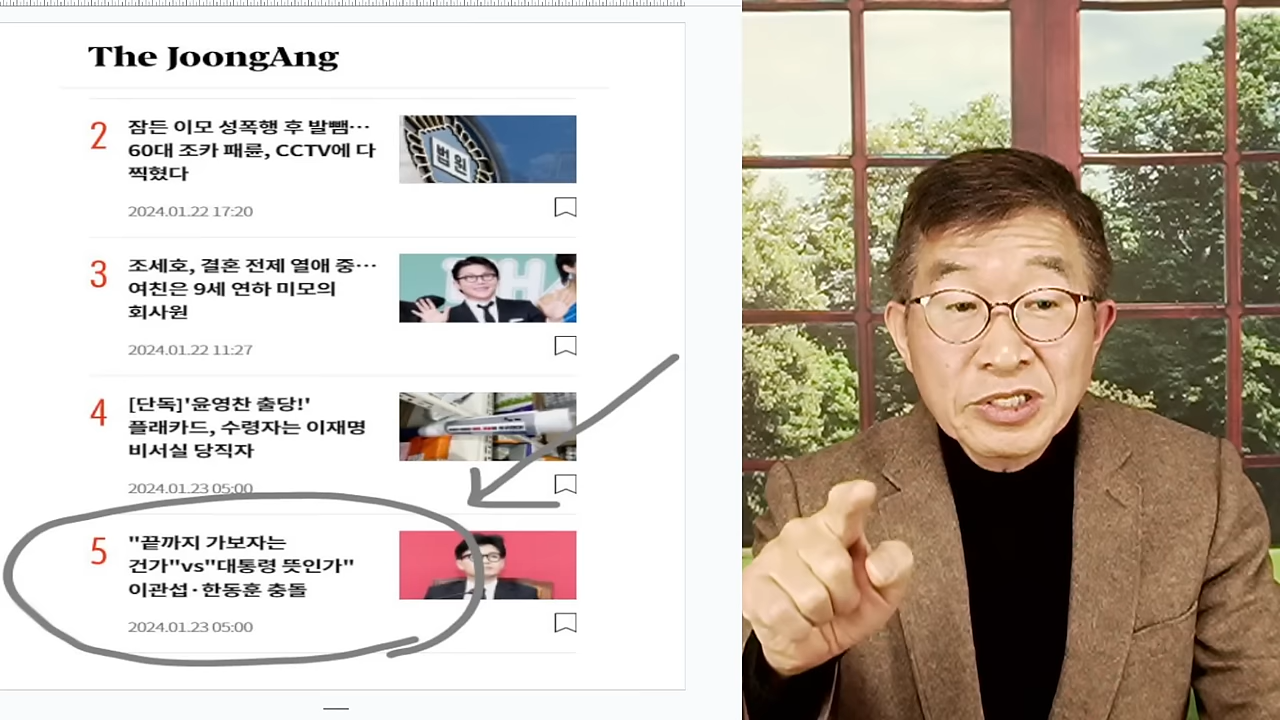 The JoongAng
2
잠든 이모 성폭행 후 발뺌…
60대 조카 패륜, CCTV에 다
찍혔다
2024.01.22 17:20
법원
3
조세호, 결혼 전제 열애 중…
여친은 9세 연하 미모의
회사원
2024.01.22 11:27
4
[단독]'윤영찬 출당!'
플래카드, 수령자는 이재명
비서실 당직자
2024.01.23 05:00
5
"끝까지 가보자는
건가"vs"대통령 뜻인가"
이관섭·한동훈 충돌
2024.01.23 05:00